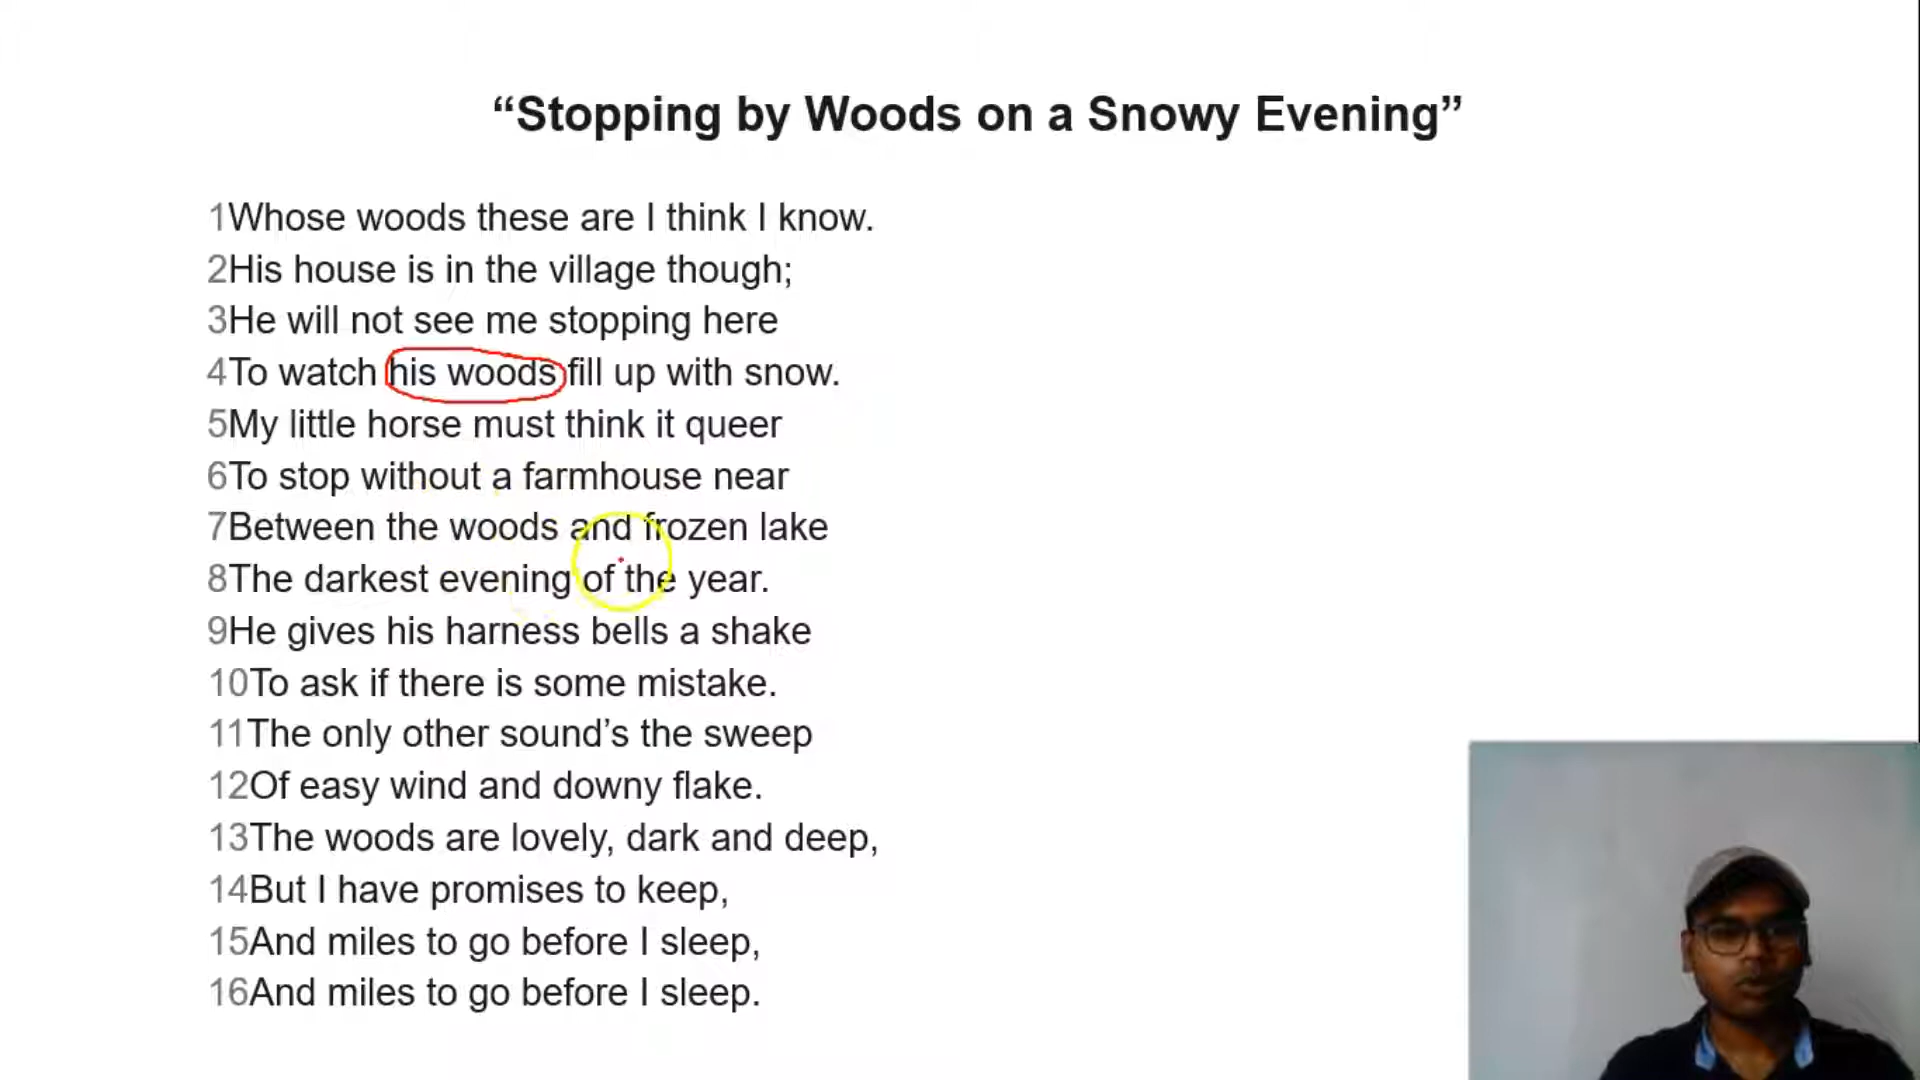 “Stopping by Woods on a Snowy Evening”
1Whose woods these are I think I know.
2His house is in the village though;
3He will not see me stopping here
4To watch his woods fill up with snow.
5My little horse must think it queer
6To stop without a farmhouse near
7Between the woods and frozen lake
8The darkest evening of the year.
9He gives his harness bells a shake
10To ask if there is some mistake.
11The only other sound’s the sweep
12Of easy wind and downy flake.
13The woods are lovely, dark and deep,
14But I have promises to keep,
15And miles to go before I sleep,
16And miles to go before I sleep.